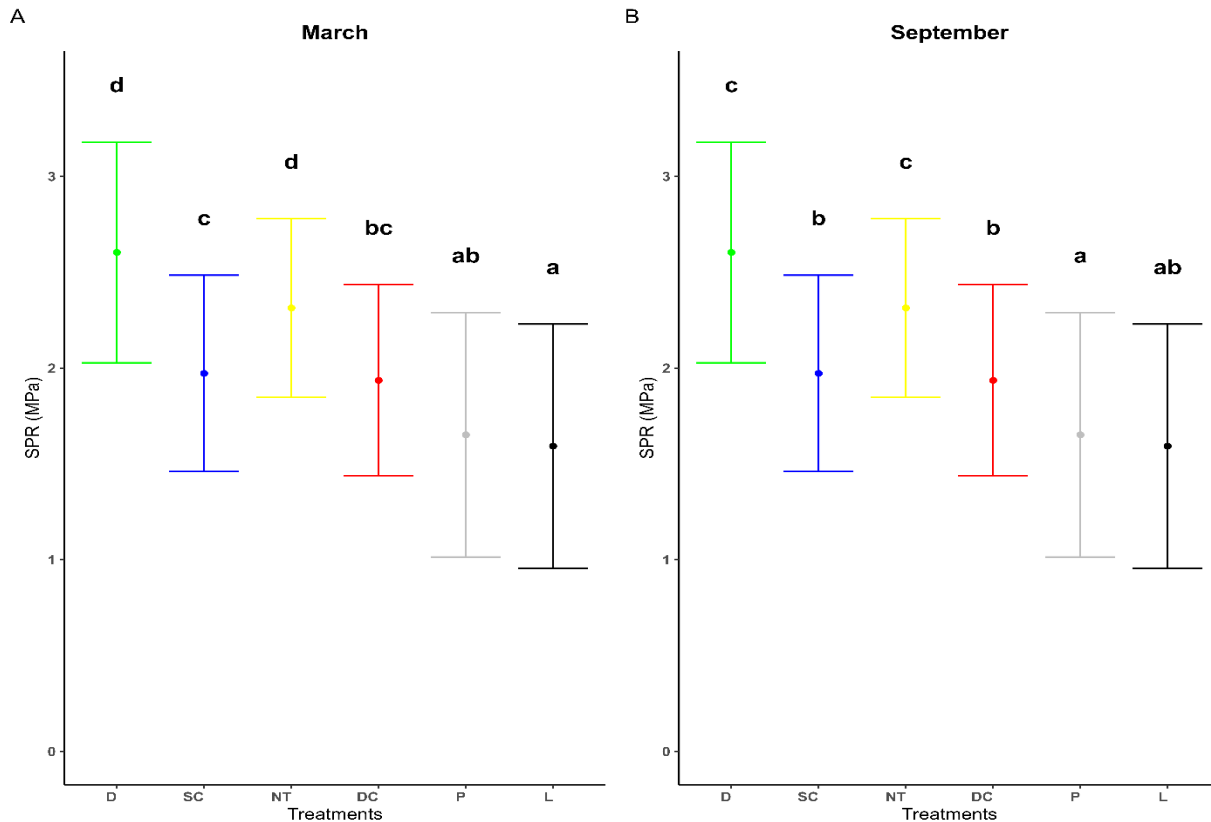 A
March
d
d
c
bc
ab
a
3
2
1
0
SPR (MPa)
D SC NT DC P L
Treatments
B
September
c
c
b
b
a
ab
3
2
1
0
SPR (MPa)
D SC NT DC P L
Treatments